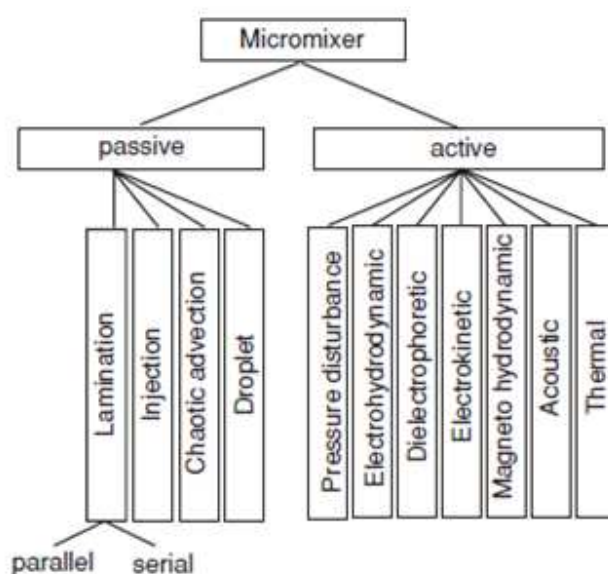 Micromixer
passive
active
Lamination
Injection
Chaotic advection
Droplet
Pressure disturbance
Electrohydrodynamic
Dielectrophoretic
Electrokinetic
Magneto hydrodynamic
Acoustic
Thermal
parallel
serial